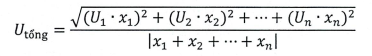 U_tổng = √((U₁ · x₁)² + (U₂ · x₂)² + ⋯ + (Uₙ · xₙ)²) / |x₁ + x₂ + ⋯ + xₙ|